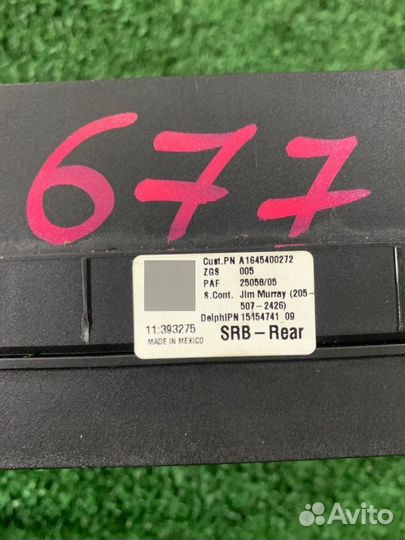 677
Cust.PN A1645400272
ZGS 005
PAF 25058/05
S.Cont. Jim Murray (205-
507-2426)
DelphiPN 15454741 09
11:393275
MADE IN MEXICO
SRB-Rear
Avito